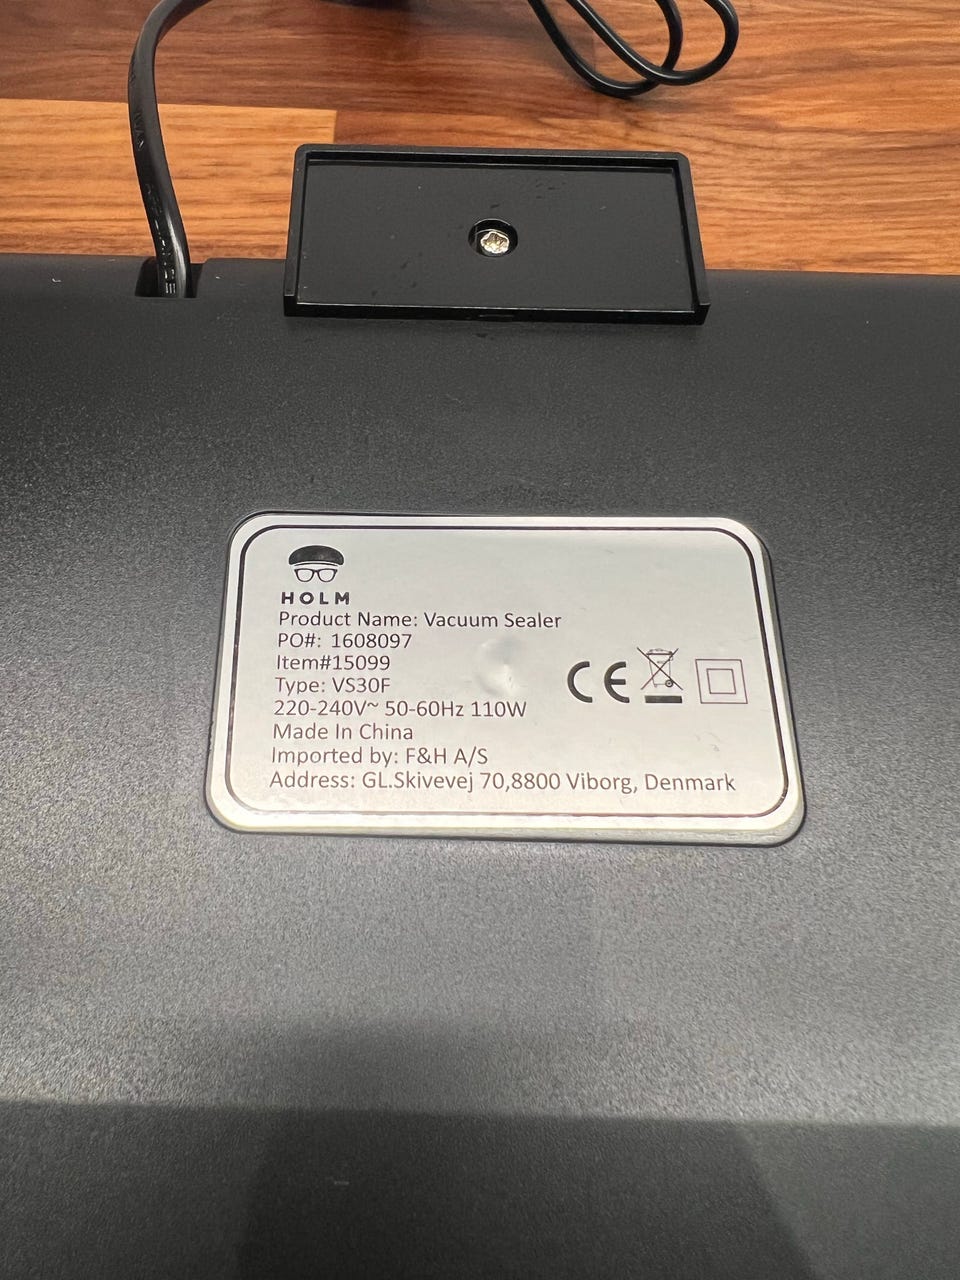 HOLM
Product Name: Vacuum Sealer
PO#: 1608097
Item#15099
Type: VS30F
220-240V~ 50-60Hz 110W
Made In China
Imported by: F&H A/S
Address: GL.Skivevej 70,8800 Viborg, Denmark
CE